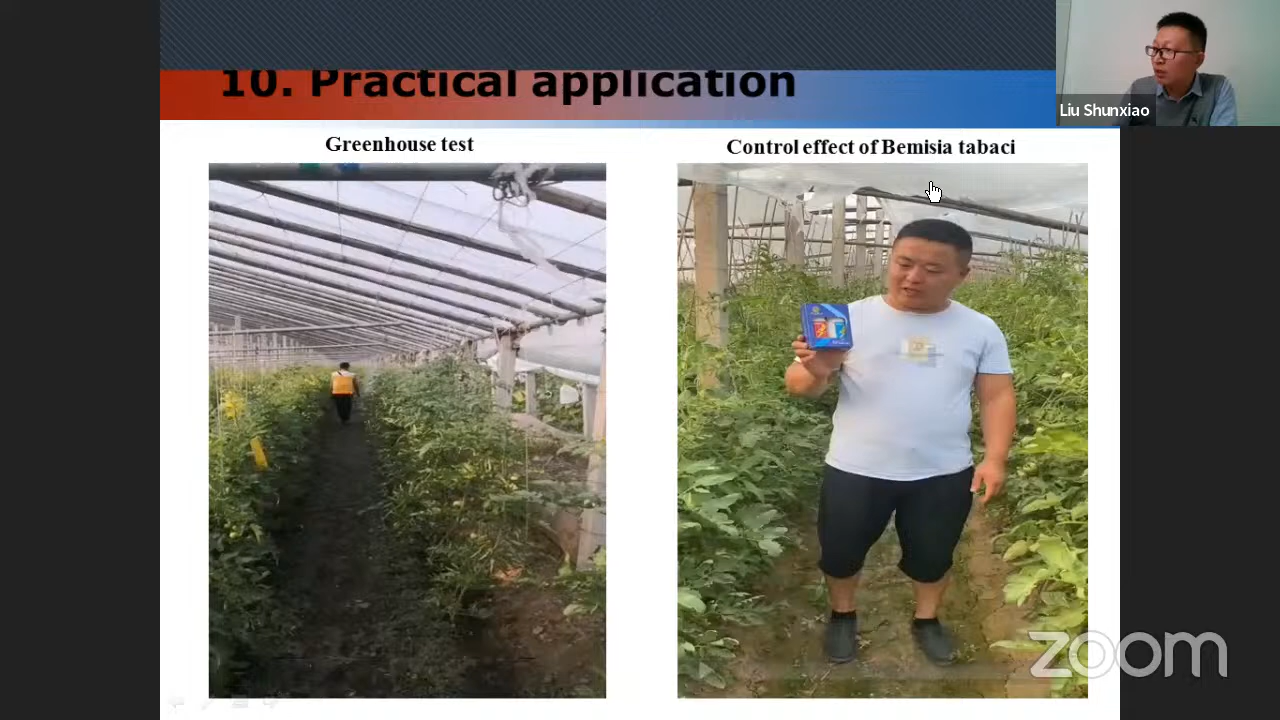 10. Practical application
Liu Shunxiao
Greenhouse test
Control effect of Bemisia tabaci
zoom